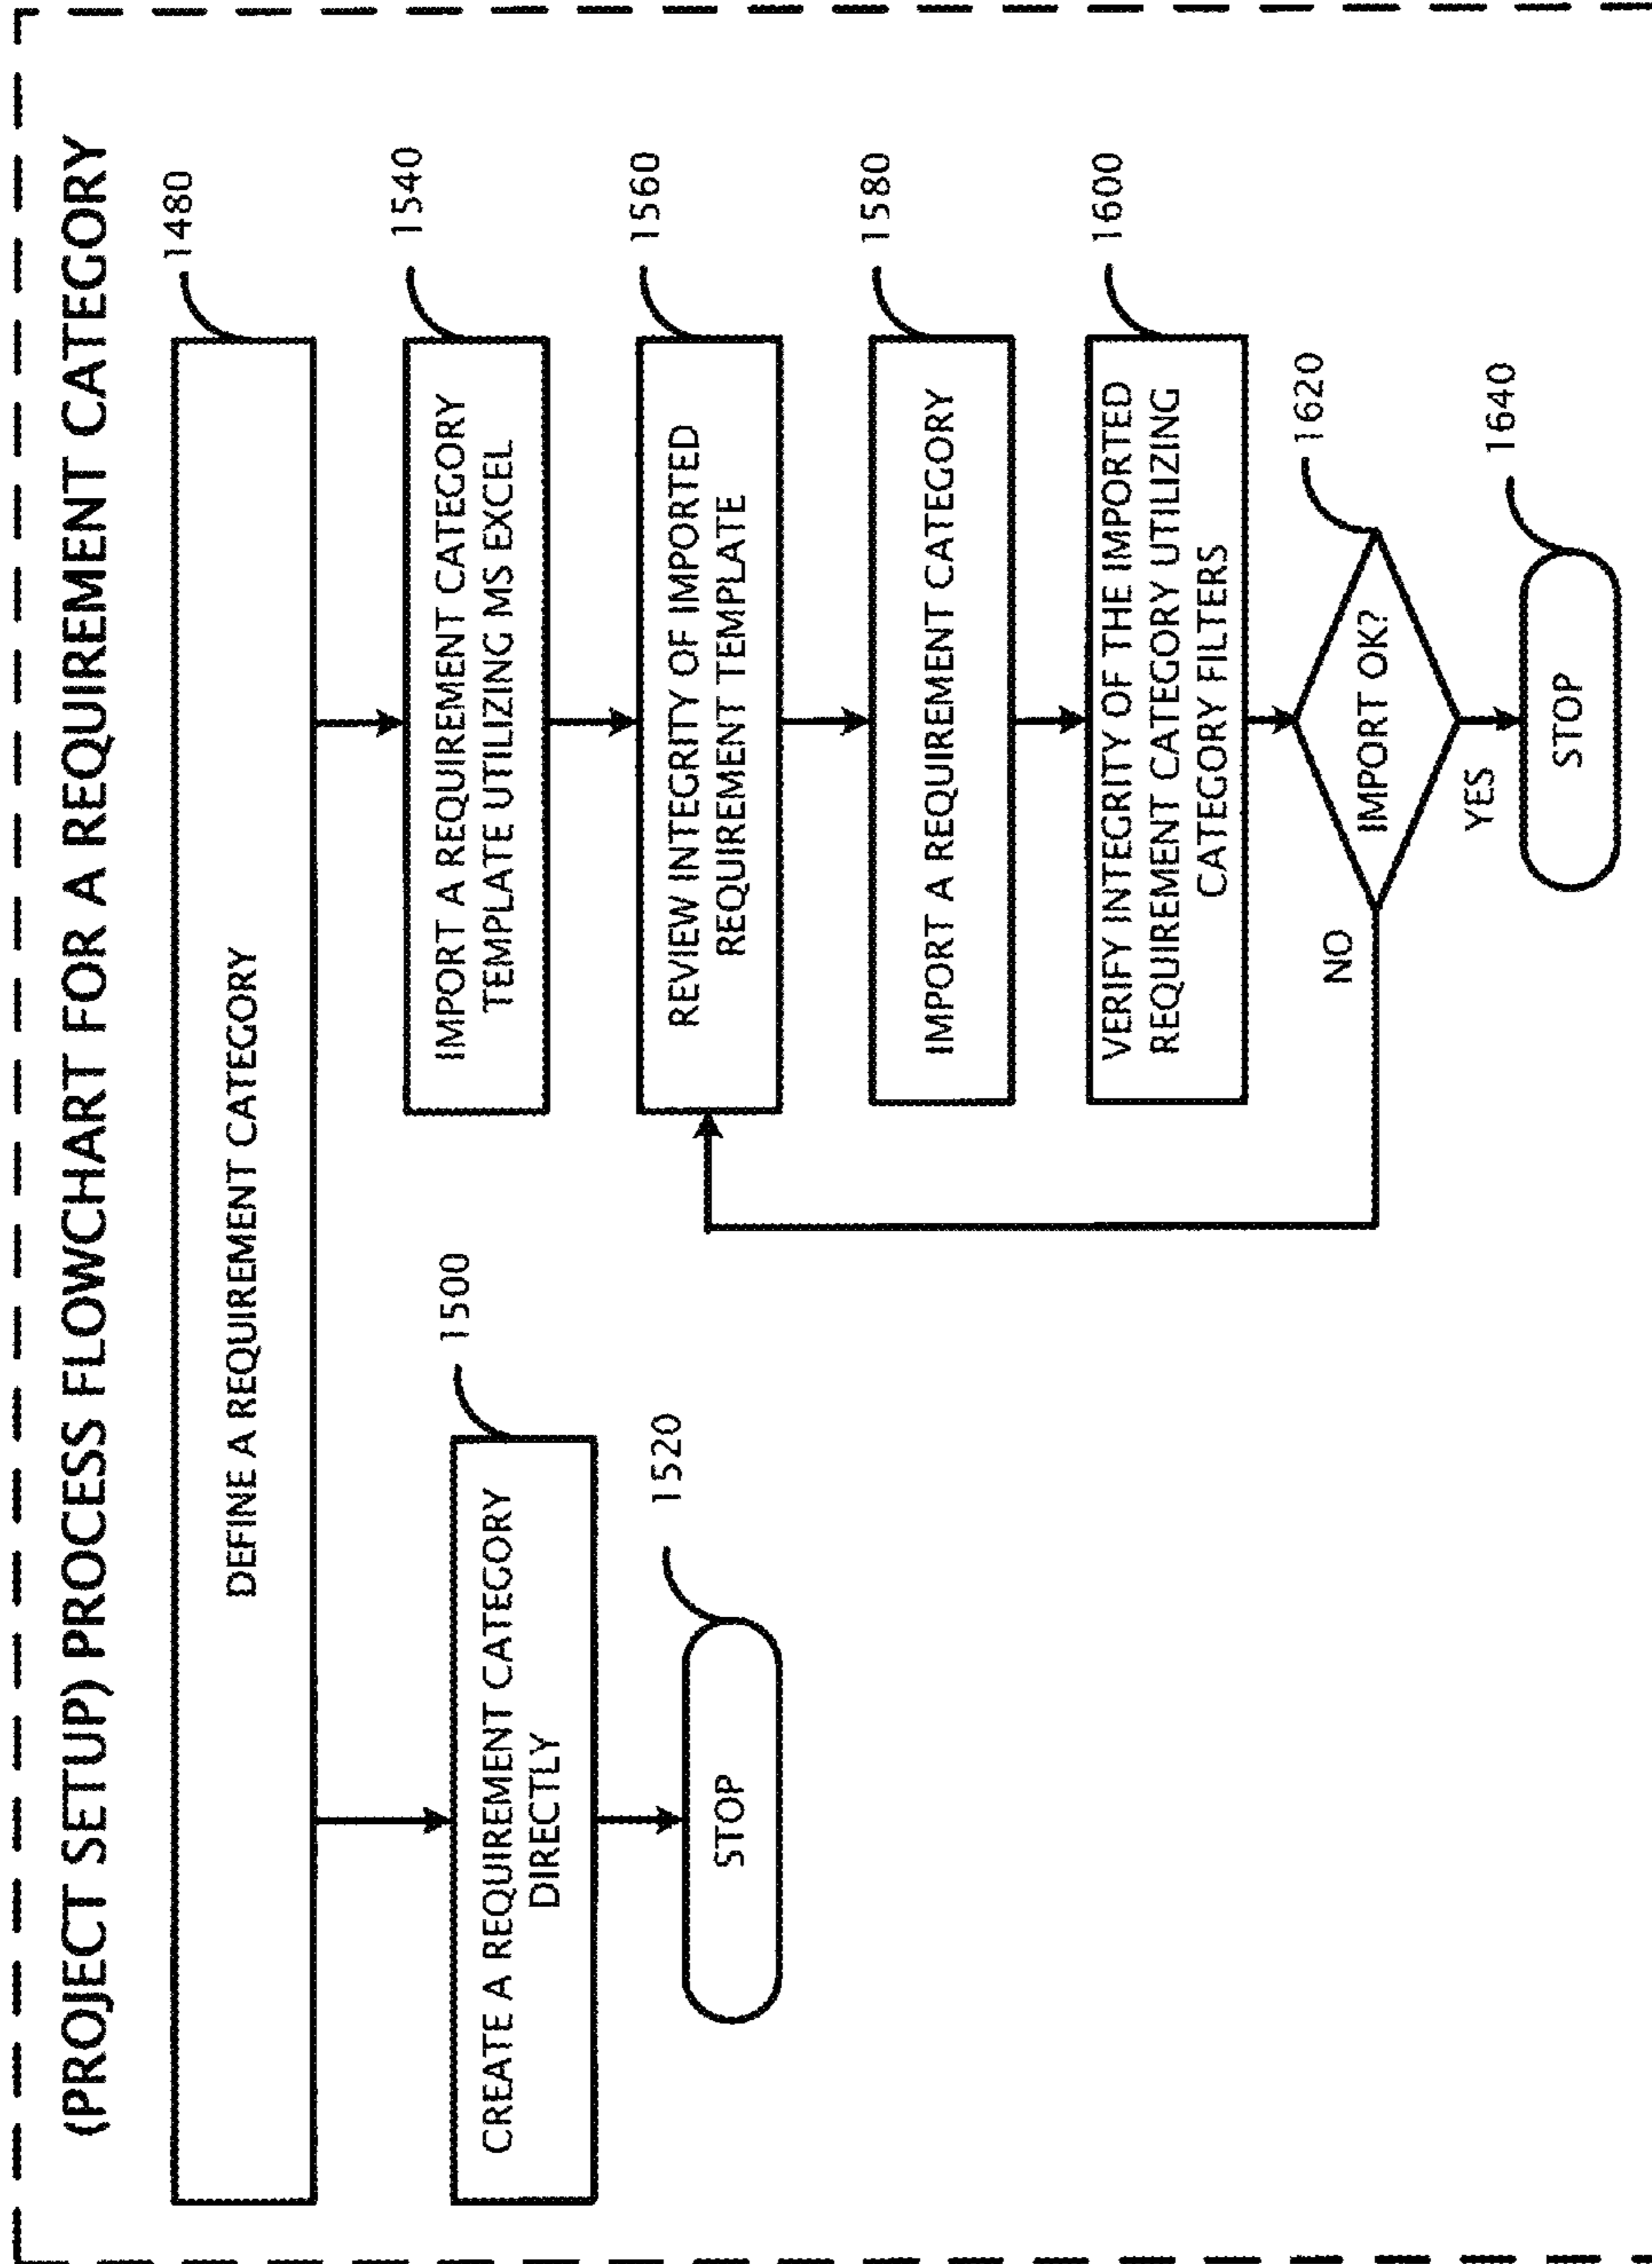 (PROJECT SETUP) PROCESS FLOWCHART FOR A REQUIREMENT CATEGORY
1480
DEFINE A REQUIREMENT CATEGORY
1500
CREATE A REQUIREMENT CATEGORY
DIRECTLY
1520
STOP
1540
IMPORT A REQUIREMENT CATEGORY
TEMPLATE UTILIZING MS EXCEL
1560
REVIEW INTEGRITY OF IMPORTED
REQUIREMENT TEMPLATE
1580
IMPORT A REQUIREMENT CATEGORY
1600
VERIFY INTEGRITY OF THE IMPORTED
REQUIREMENT CATEGORY UTILIZING
CATEGORY FILTERS
1620
NO
IMPORT OK?
YES
1640
STOP